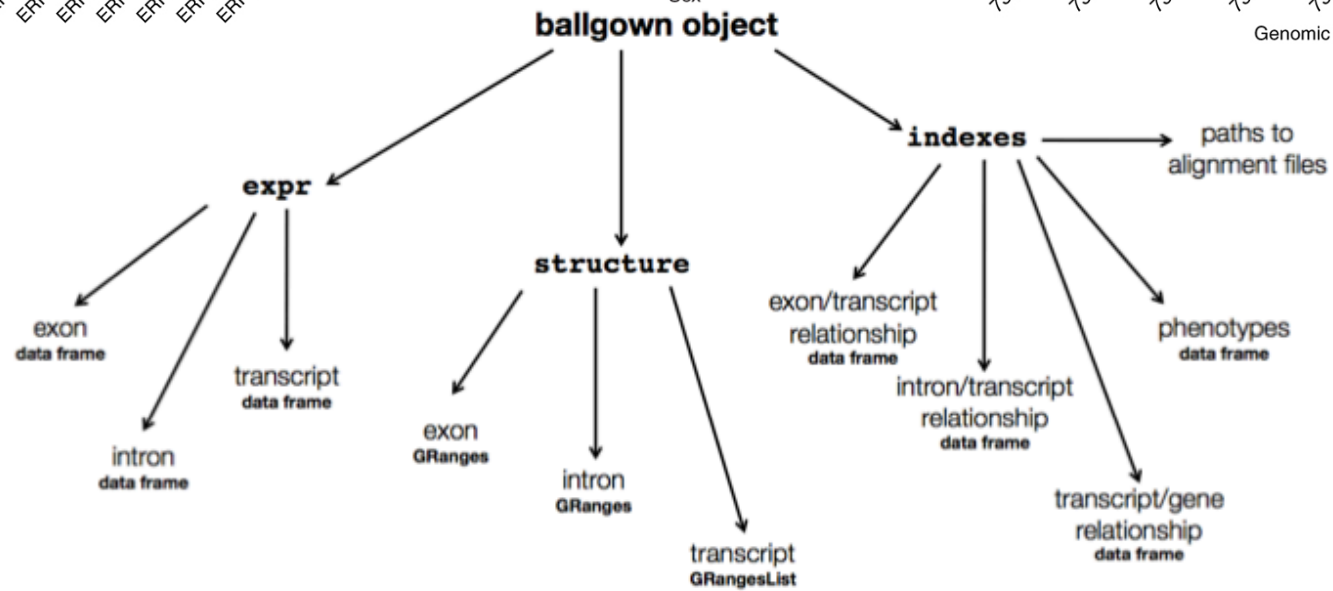 ballgown object
Genomic
indexes
paths to
alignment files
expr
structure
exon/transcript
relationship
data frame
phenotypes
data frame
exon
data frame
transcript
data frame
intron/transcript
relationship
data frame
exon
GRanges
intron
data frame
intron
GRanges
transcript/gene
relationship
data frame
transcript
GRangesList